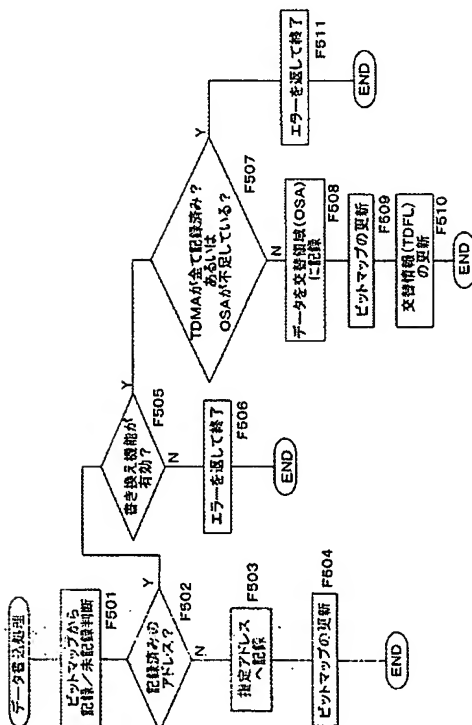 データ書込処理
ビットマップから
記録/未記録判断
F501
記録済みの
アドレス?
F502
Y
N
指定アドレス
へ記録
F503
ビットマップの更新
F504
END
書き換え機能が
有効?
F505
Y
N
エラーを返して終了
F506
END
TDMAが全て記録済み?
あるいは
OSAが不足している?
F507
Y
N
データを交替領域(OSA)
に記録
F508
ビットマップの更新
F509
交替情報(TDFL)
の更新
F510
END
エラーを返して終了
F511
END